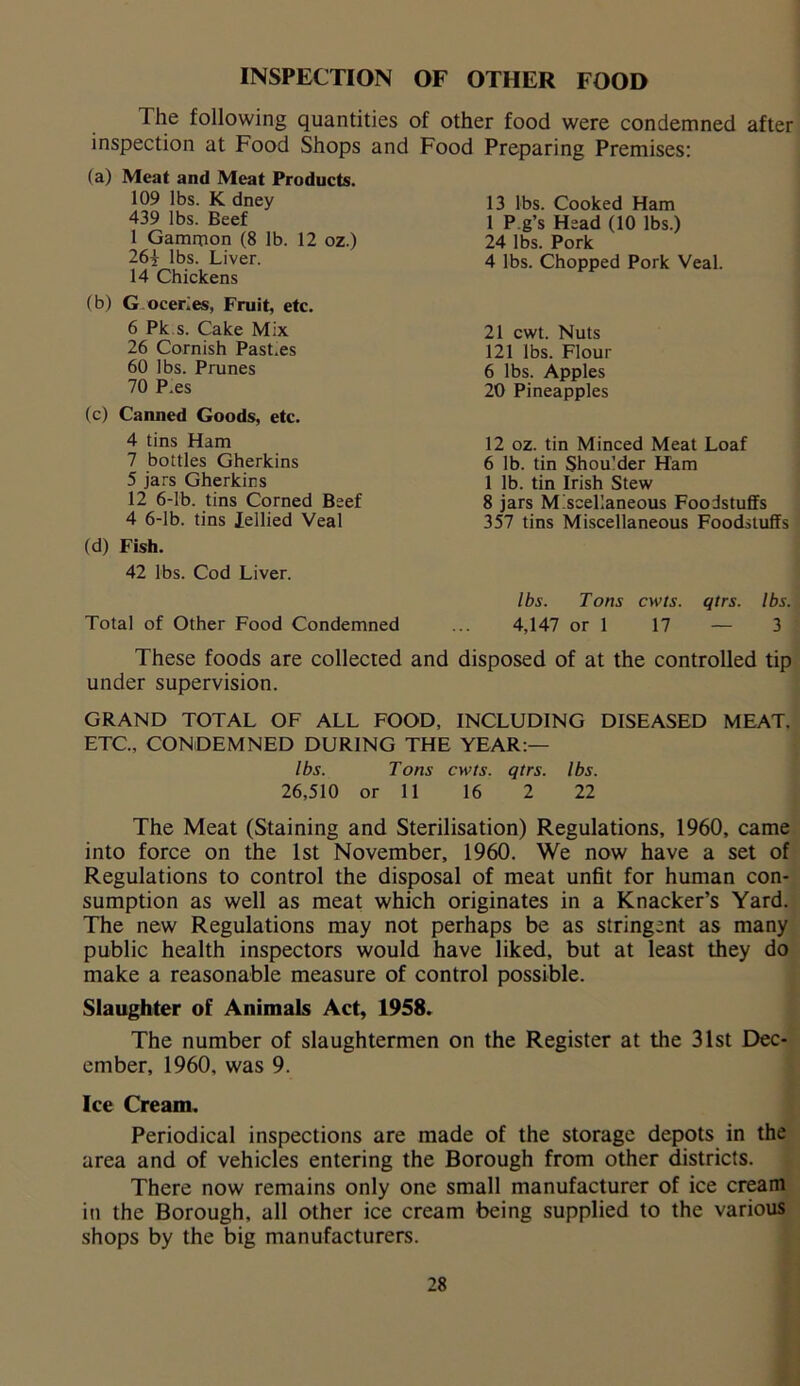 INSPECTION OF OTHER FOOD
The following quantities of other food were condemned after
inspection at Food Shops and Food Preparing Premises:
(a) Meat and Meat Products.
109 lbs. K dney
439 lbs. Beef
1 Gammon (8 lb. 12 oz.)
26½ lbs. Liver.
14 Chickens
13 lbs. Cooked Ham
1 P.g's Head (10 lbs.)
24 lbs. Pork
4 lbs. Chopped Pork Veal.
(b) G oceries, Fruit, etc.
6 Pk s. Cake Mix
26 Cornish Pasties
60 lbs. Prunes
70 Pies
21 cwt. Nuts
121 lbs. Flour
6 lbs. Apples
20 Pineapples
(c) Canned Goods, etc.
4 tins Ham
7 bottles Gherkins
5 jars Gherkins
12 6-lb. tins Corned Beef
4 6-lb. tins Jellied Veal
12 oz. tin Minced Meat Loaf
6 lb. tin Shoulder Ham
1 lb. tin Irish Stew
8 jars Miscellaneous Foodstuffs
357 tins Miscellaneous Foodstuffs
(d) Fish.
42 lbs. Cod Liver.
lbs. Tons cwts. qtrs. lbs.
Total of Other Food Condemned ... 4,147 or 1 17 — 3
These foods are collected and disposed of at the controlled tip
under supervision.
GRAND TOTAL OF ALL FOOD, INCLUDING DISEASED MEAT,
ETC., CONDEMNED DURING THE YEAR:—
lbs. Tons cwts. qtrs. lbs.
26,510 or 11 16 2 22
The Meat (Staining and Sterilisation) Regulations, 1960, came
into force on the 1st November, 1960. We now have a set of
Regulations to control the disposal of meat unfit for human con-
sumption as well as meat which originates in a Knacker's Yard.
The new Regulations may not perhaps be as stringent as many
public health inspectors would have liked, but at least they do
make a reasonable measure of control possible.
Slaughter of Animals Act, 1958.
The number of slaughtermen on the Register at the 31st Dec-
ember, 1960, was 9.
Ice Cream.
Periodical inspections are made of the storage depots in the
area and of vehicles entering the Borough from other districts.
There now remains only one small manufacturer of ice cream
in the Borough, all other ice cream being supplied to the various
shops by the big manufacturers.
28